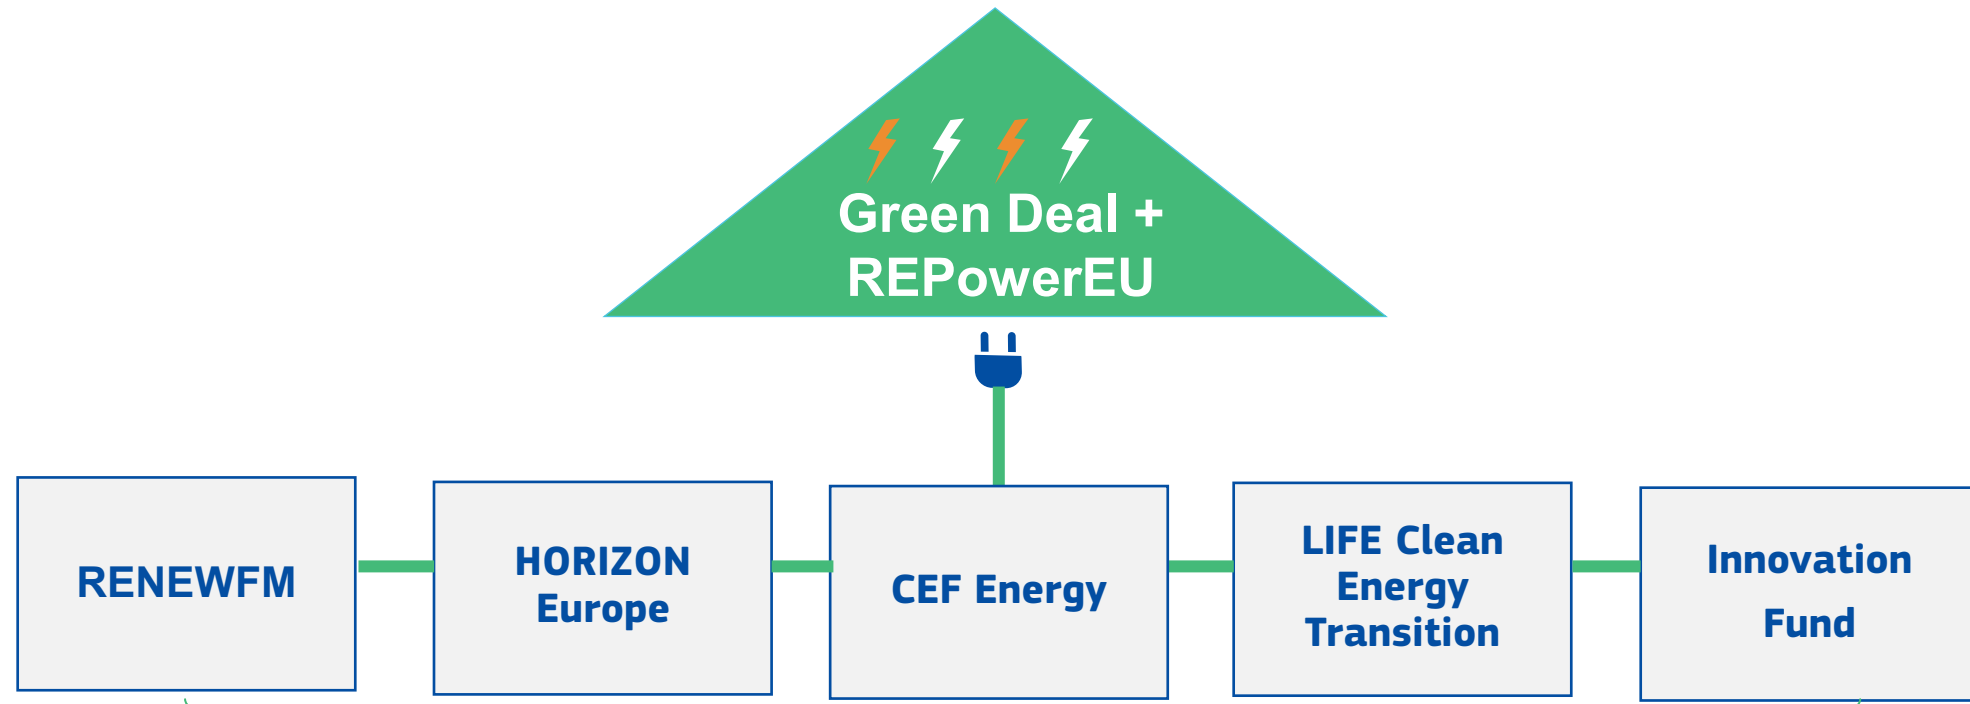 Green Deal +
REPowerEU
RENEWFM
HORIZON
Europe
CEF Energy
LIFE Clean
Energy
Transition
Innovation
Fund